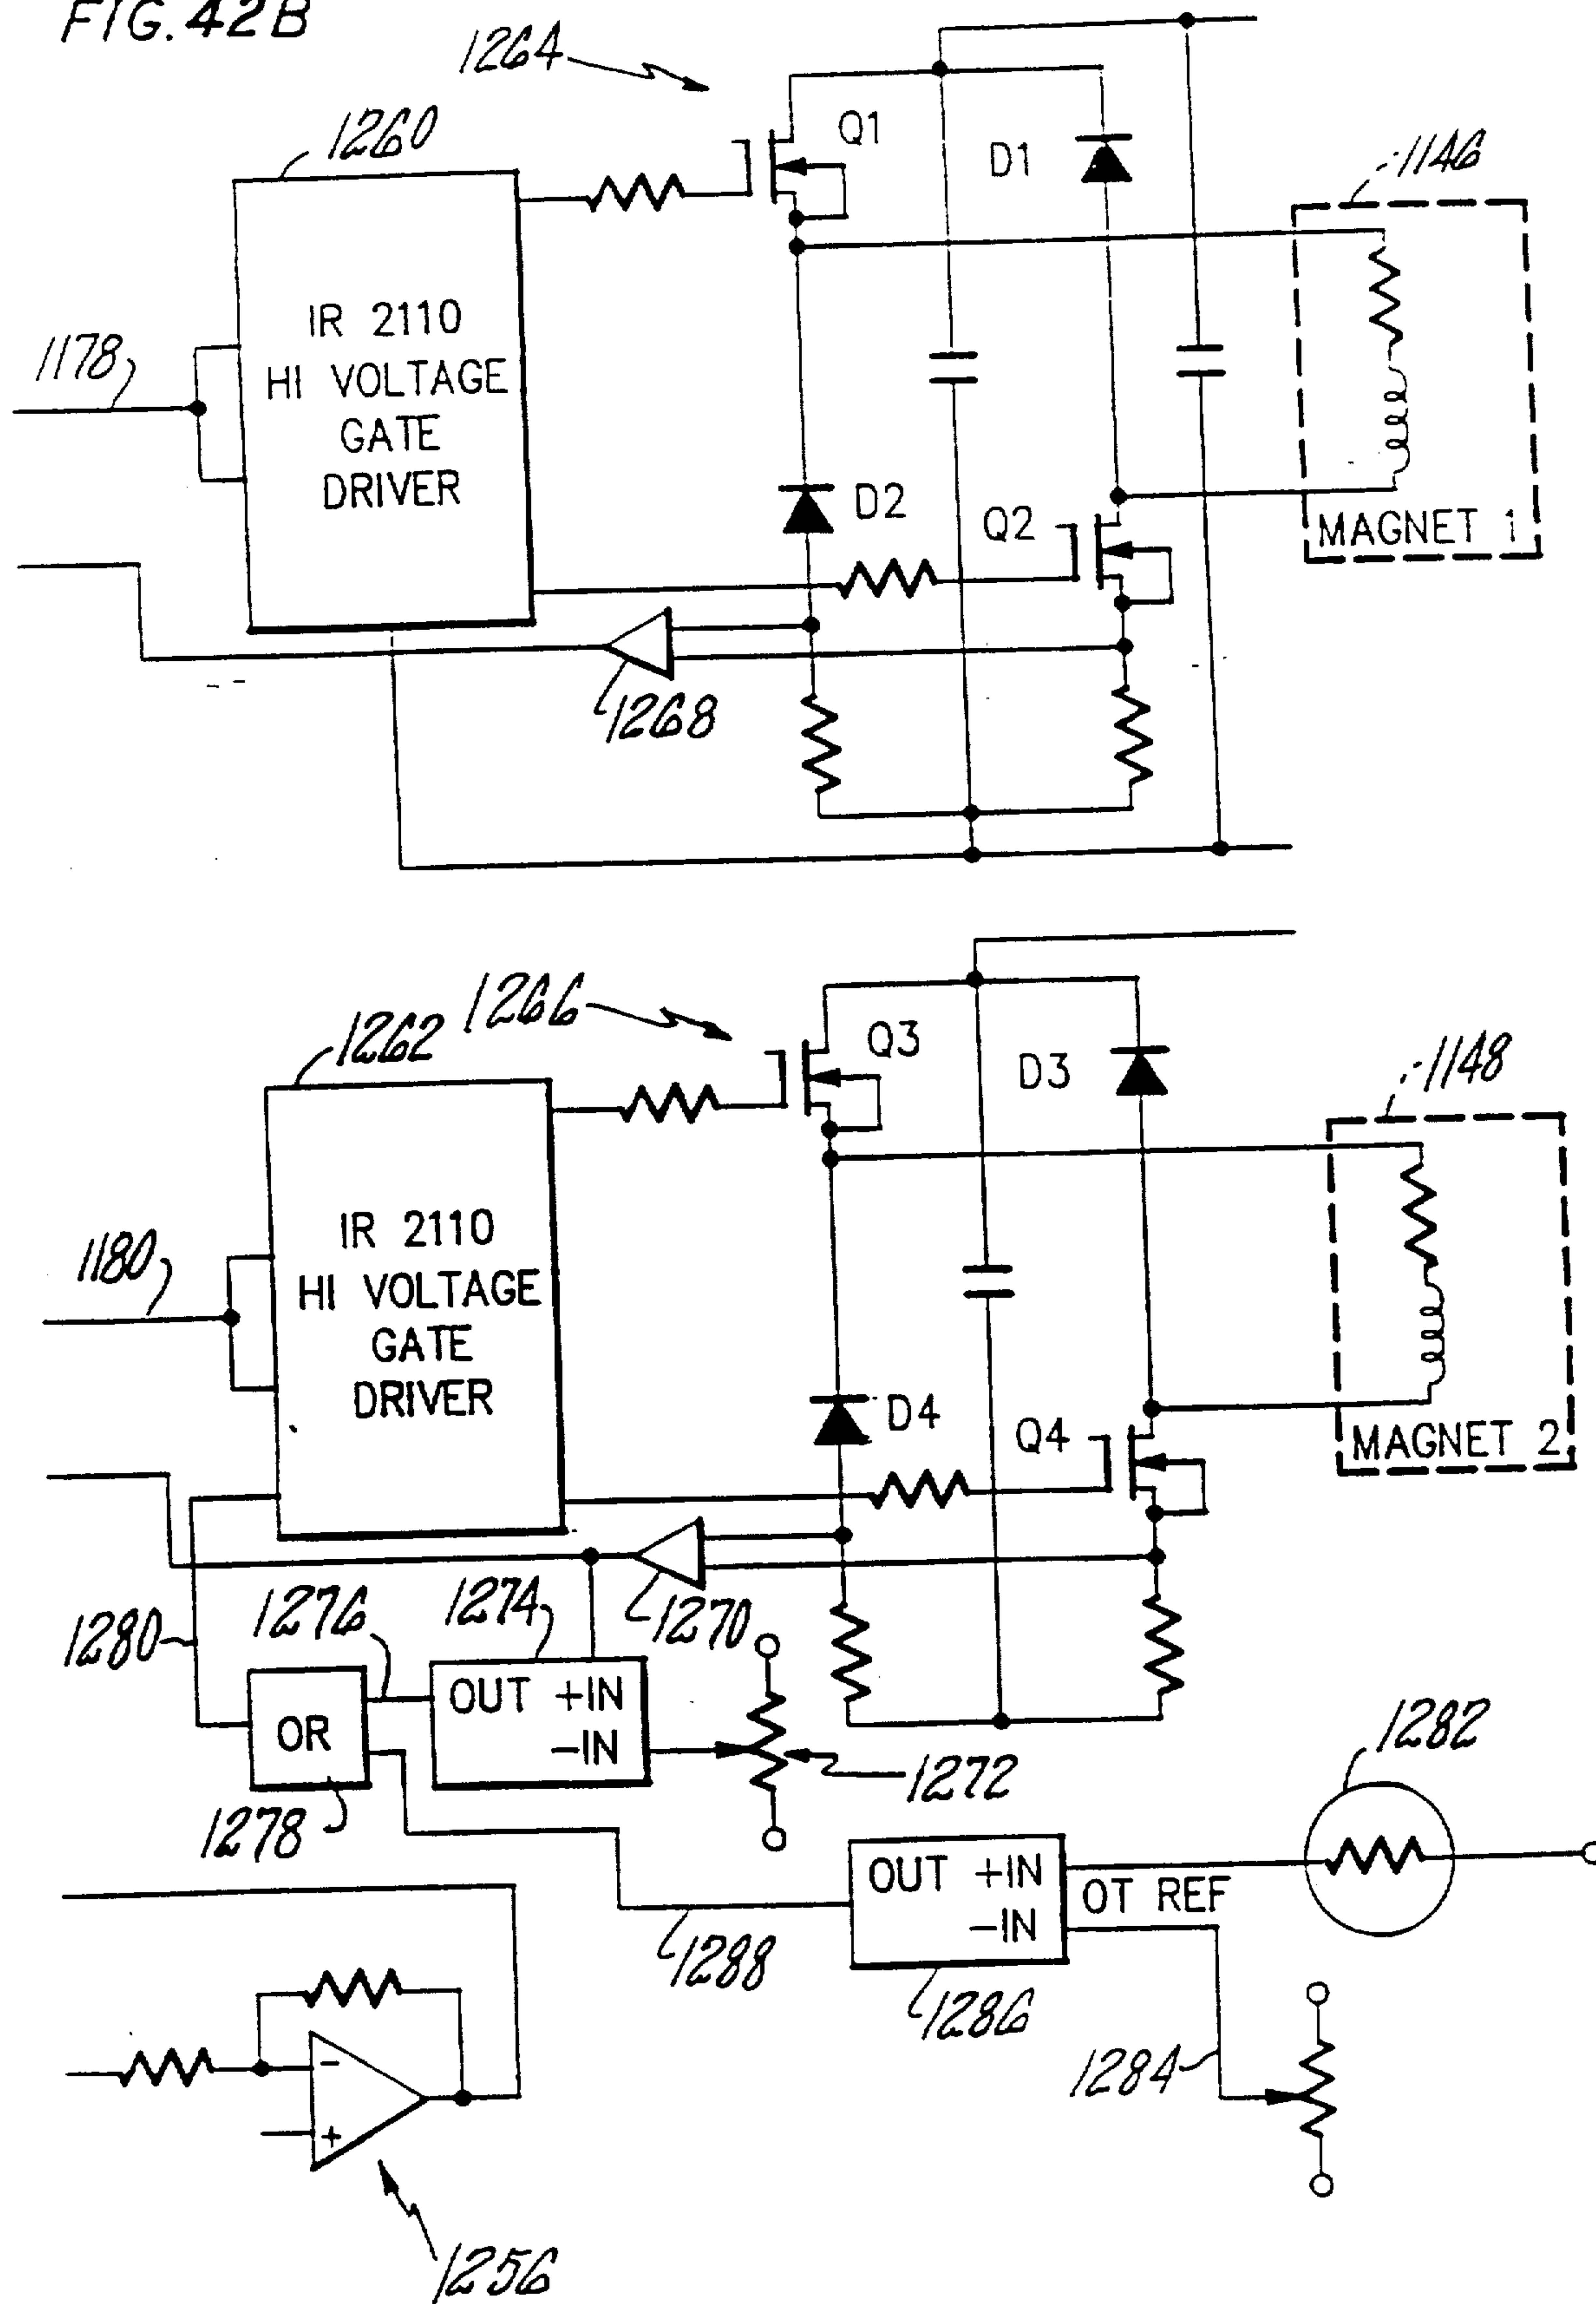 FIG. 42B
1264
1260
Q1
D1
1146
IR 2110
HI VOLTAGE
GATE
DRIVER
1178
D2
Q2
MAGNET 1
1268
1266
1262
Q3
D3
1148
IR 2110
HI VOLTAGE
GATE
DRIVER
1180
D4
Q4
MAGNET 2
1280
1276
1274
1270
OUT +IN
-IN
OR
1272
1278
1282
OUT +IN
-IN
OT REF
1288
1286
1284
-
+
1256